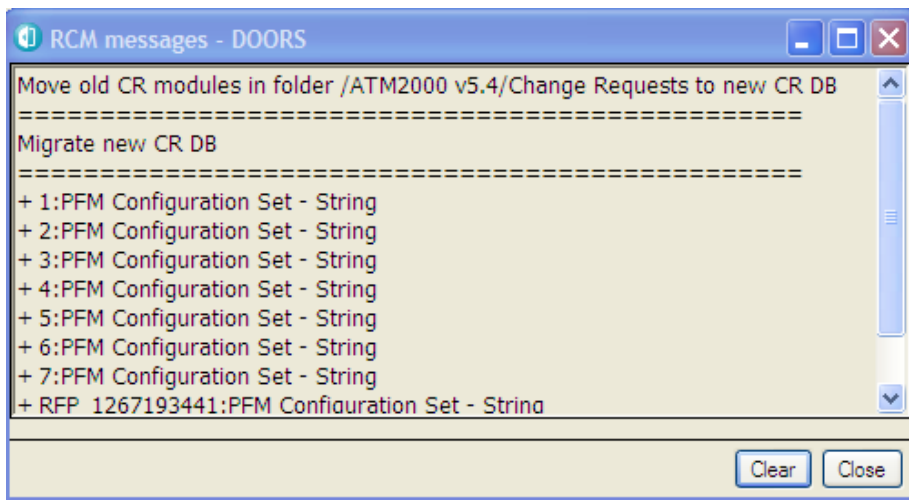 RCM messages - DOORS
Move old CR modules in folder /ATM2000 v5.4/Change Requests to new CR DB
================================================
Migrate new CR DB
================================================
+ 1:PFM Configuration Set - String
+ 2:PFM Configuration Set - String
+ 3:PFM Configuration Set - String
+ 4:PFM Configuration Set - String
+ 5:PFM Configuration Set - String
+ 6:PFM Configuration Set - String
+ 7:PFM Configuration Set - String
+ RFP_1267193441:PFM Configuration Set - String
Clear Close